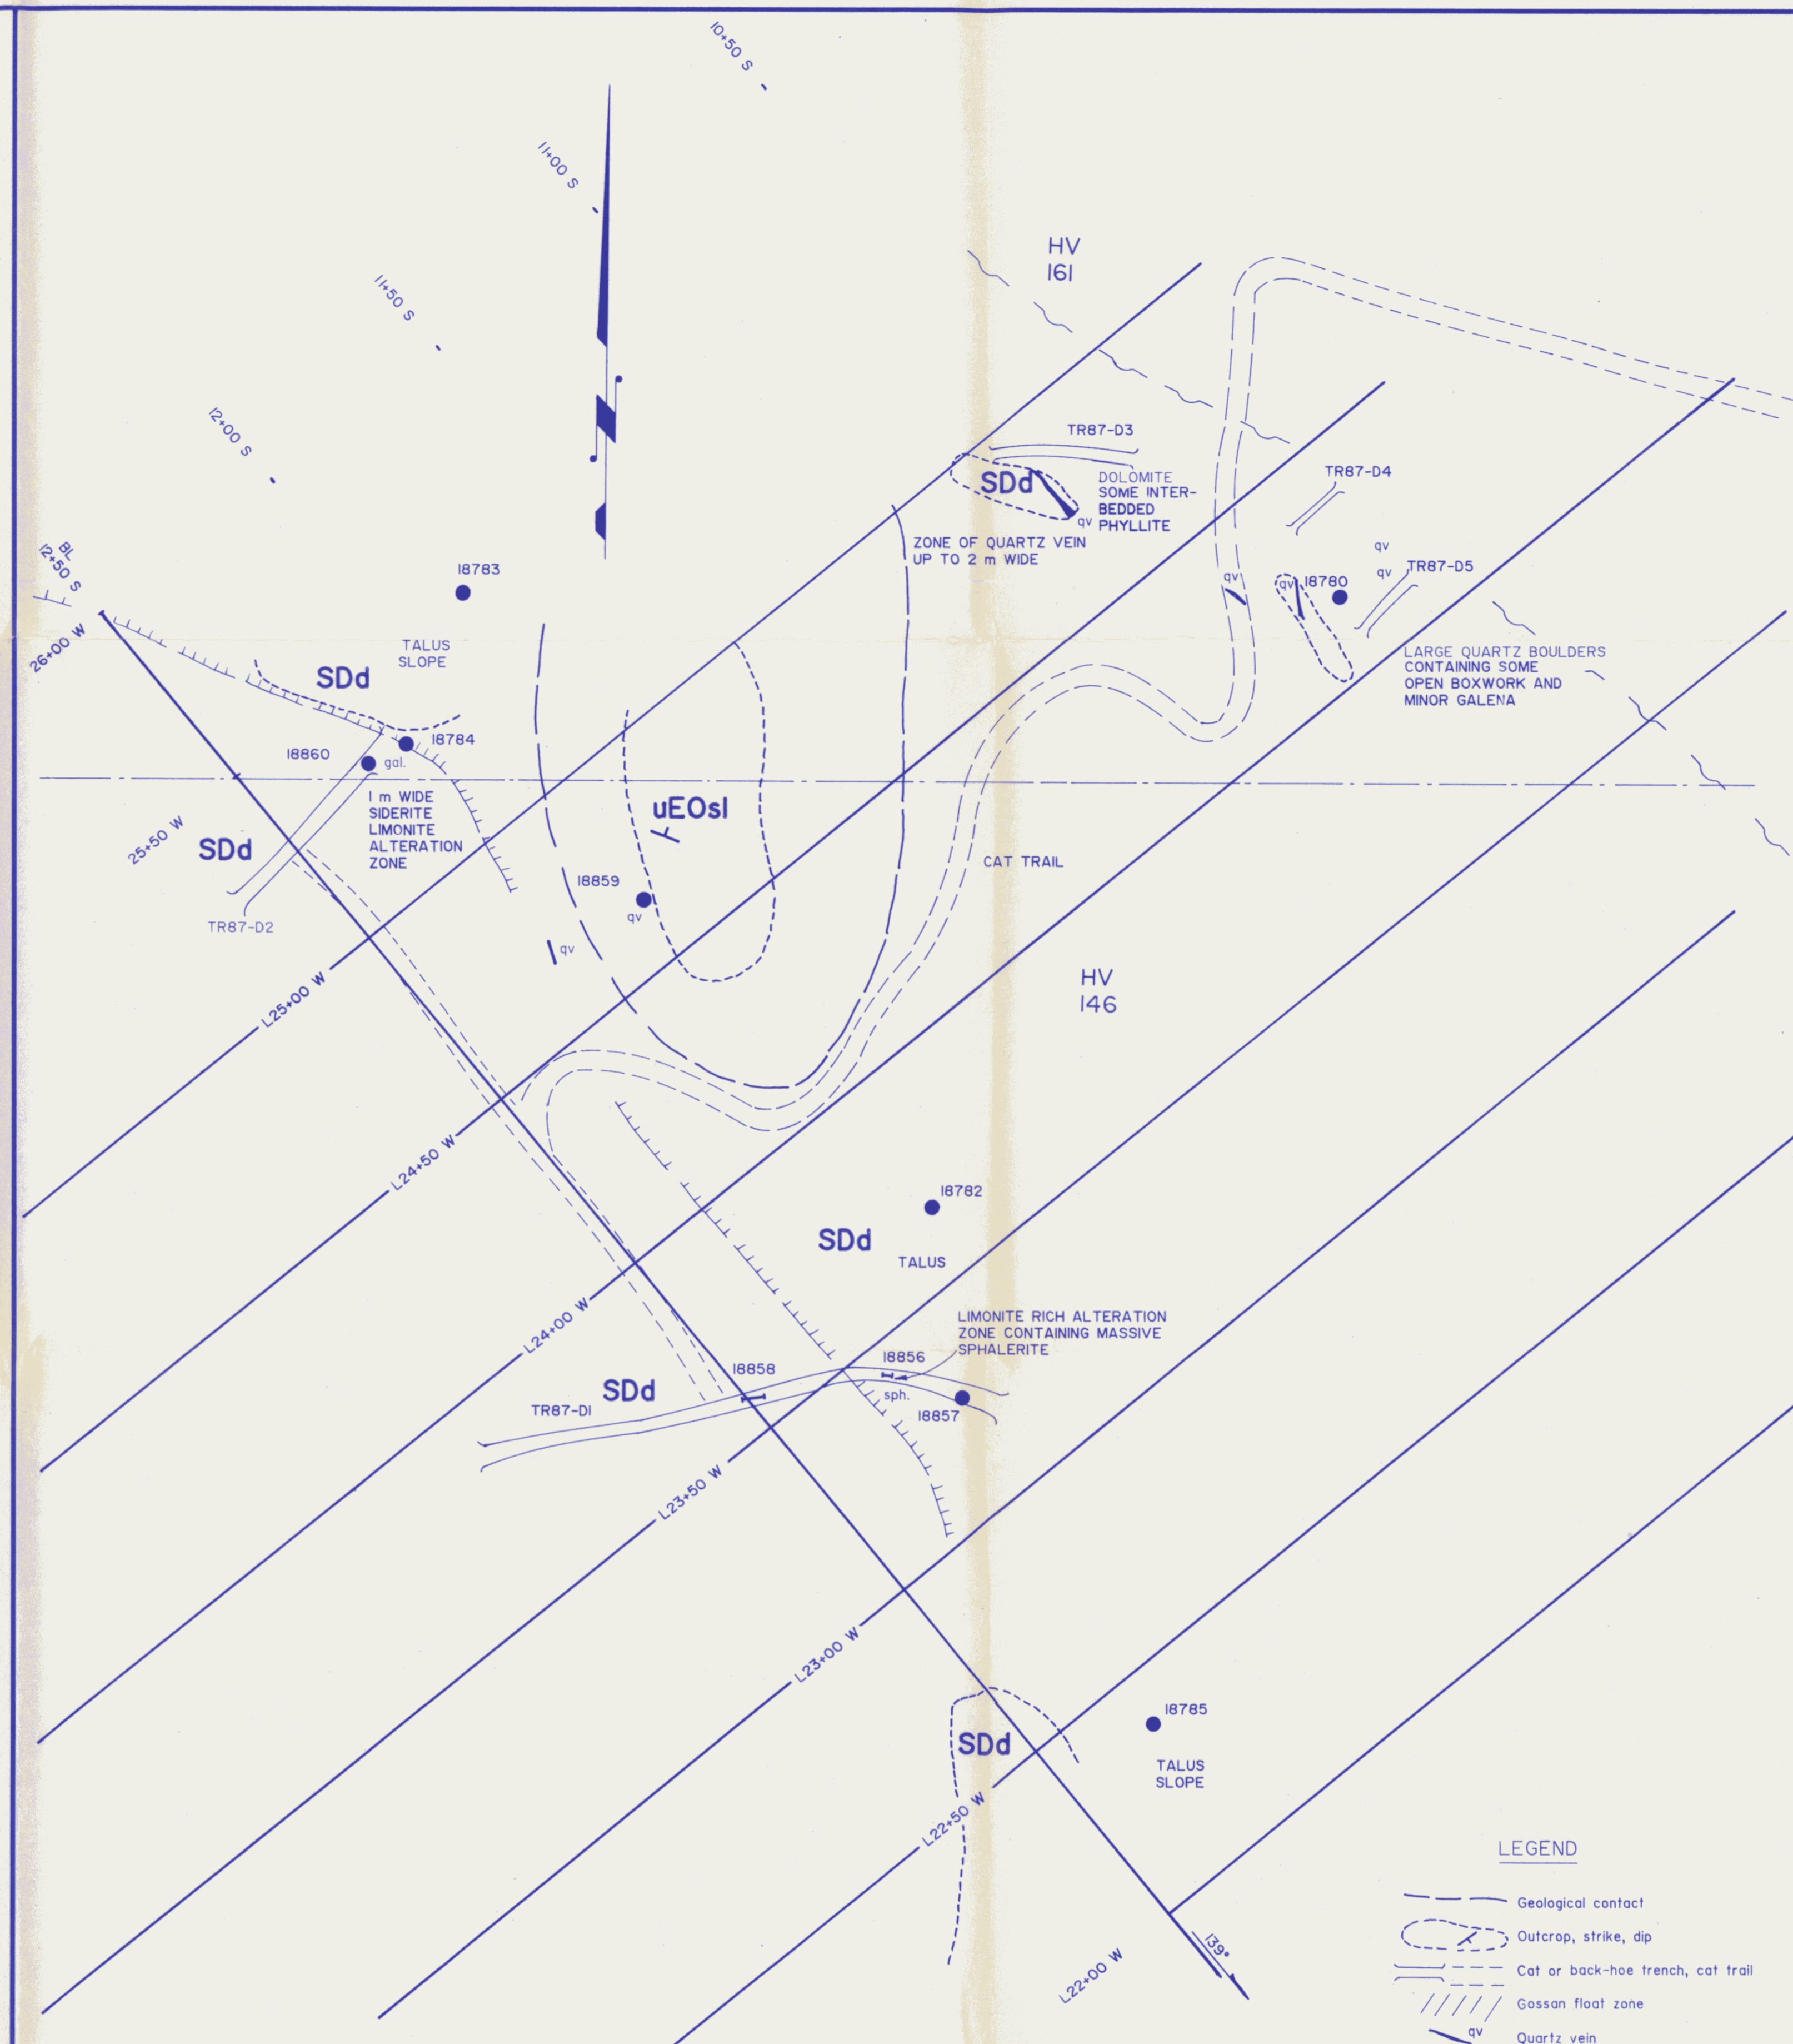 10+50 S
11+00 S
11+50 S
12+00 S
BL
12+50 S
26+00 W
25+50 W
HV
161
TR87-D3
SDd
DOLOMITE
SOME INTER-
BEDDED
PHYLLITE
qv
ZONE OF QUARTZ VEIN
UP TO 2 m WIDE
TR87-D4
qv
qv
TR87-D5
qv
qv
18780
LARGE QUARTZ BOULDERS
CONTAINING SOME
OPEN BOXWORK AND
MINOR GALENA
18783
TALUS
SLOPE
SDd
18784
18860
gal.
1 m WIDE
SIDERITE
LIMONITE
ALTERATION
ZONE
SDd
TR87-D2
uEOsl
18859
qv
qv
CAT TRAIL
HV
146
L25+00 W
L24+50 W
L24+00 W
L23+50 W
L23+00 W
L22+50 W
L22+00 W
18782
SDd
TALUS
LIMONITE RICH ALTERATION
ZONE CONTAINING MASSIVE
SPHALERITE
18858
18856
sph.
18857
SDd
TR87-D1
18785
SDd
TALUS
SLOPE
139°
LEGEND
Geological contact
Outcrop, strike, dip
Cat or back-hoe trench, cat trail
Gossan float zone
qv
Quartz vein